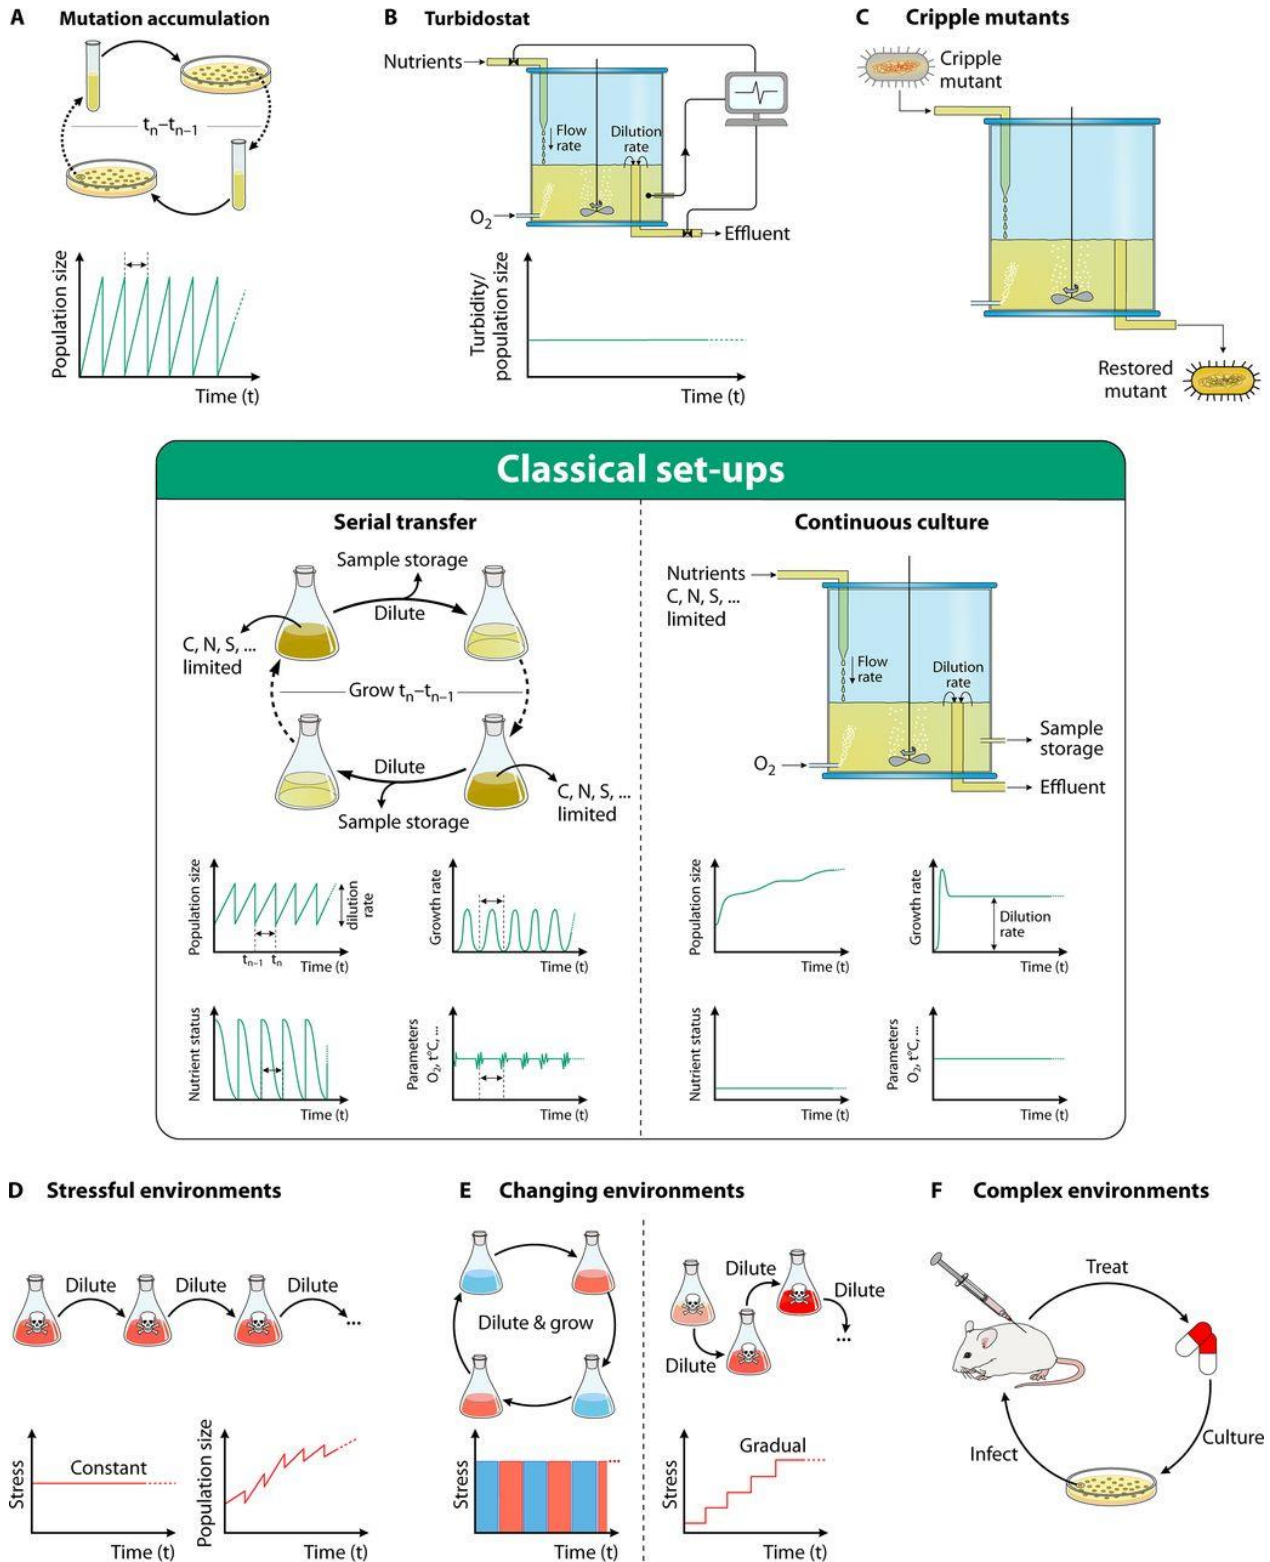 A Mutation accumulation
tn–tn–1
Population size
Time (t)
B Turbidostat
Nutrients
Flow
rate
Dilution
rate
O2
Effluent
Turbidity/
population size
Time (t)
C Cripple mutants
Cripple
mutant
Restored
mutant
Classical set-ups
Serial transfer
Sample storage
Dilute
C, N, S, ...
limited
Grow tn–tn–1
Dilute
C, N, S, ...
limited
Sample storage
Population size
dilution
rate
tn–1 tn
Time (t)
Growth rate
Time (t)
Nutrient status
Time (t)
Parameters
O2, t°C, ...
Time (t)
Continuous culture
Nutrients
C, N, S, ...
limited
Flow
rate
Dilution
rate
Sample
storage
O2
Effluent
Population size
Time (t)
Growth rate
Dilution
rate
Time (t)
Nutrient status
Time (t)
Parameters
O2, t°C, ...
Time (t)
D Stressful environments
Dilute
Dilute
Dilute
...
Stress
Constant
Time (t)
Population size
Time (t)
E Changing environments
Dilute & grow
Stress
Time (t)
Dilute
Dilute
Dilute
...
Stress
Gradual
Time (t)
F Complex environments
Treat
Culture
Infect